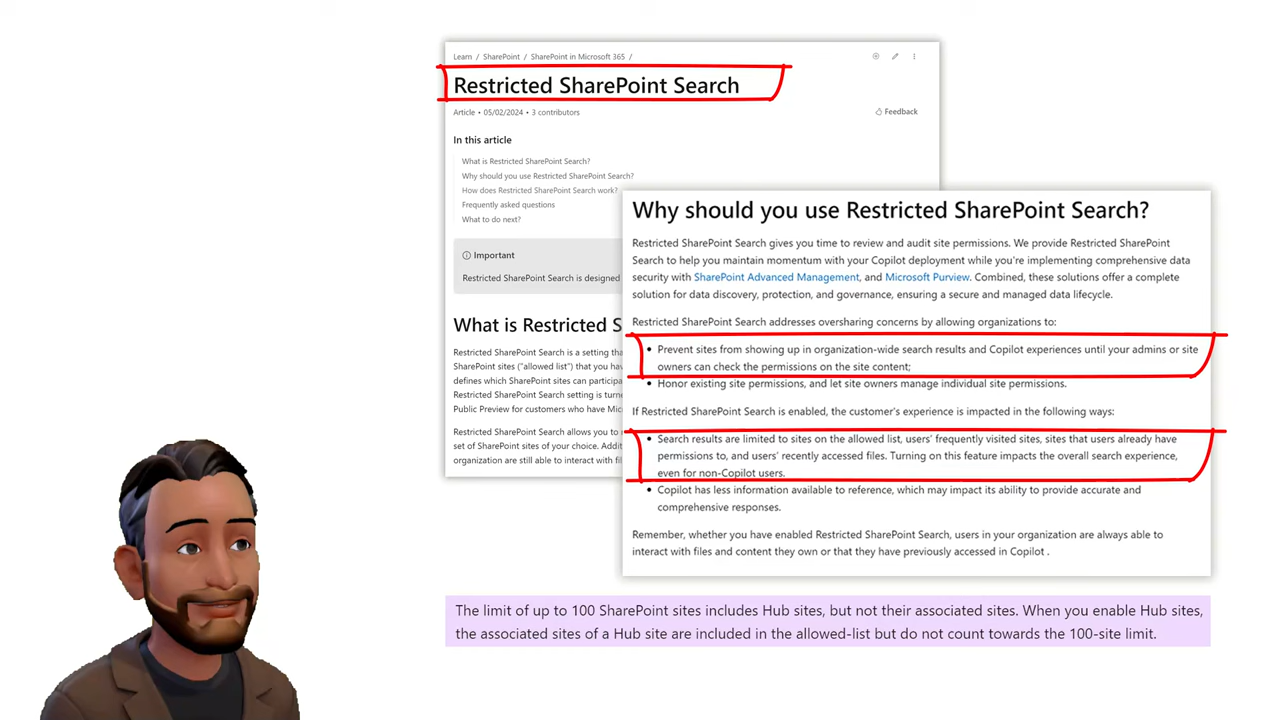 Learn / SharePoint / SharePoint in Microsoft 365 /
Restricted SharePoint Search
Article • 05/02/2024 • 3 contributors
Feedback
In this article
What is Restricted SharePoint Search?
Why should you use Restricted SharePoint Search?
How does Restricted SharePoint Search work?
Frequently asked questions
What to do next?
Important
Restricted SharePoint Search is designed
What is Restricted S
Restricted SharePoint Search is a setting tha
SharePoint sites ("allowed list") that you hav
defines which SharePoint sites can participa
Restricted SharePoint Search setting is turne
Public Preview for customers who have Mic
Restricted SharePoint Search allows you to
set of SharePoint sites of your choice. Addi
organization are still able to interact with fil
Why should you use Restricted SharePoint Search?
Restricted SharePoint Search gives you time to review and audit site permissions. We provide Restricted SharePoint
Search to help you maintain momentum with your Copilot deployment while you're implementing comprehensive data
security with SharePoint Advanced Management, and Microsoft Purview. Combined, these solutions offer a complete
solution for data discovery, protection, and governance, ensuring a secure and managed data lifecycle.
Restricted SharePoint Search addresses oversharing concerns by allowing organizations to:
• Prevent sites from showing up in organization-wide search results and Copilot experiences until your admins or site
owners can check the permissions on the site content;
• Honor existing site permissions, and let site owners manage individual site permissions.
If Restricted SharePoint Search is enabled, the customer's experience is impacted in the following ways:
• Search results are limited to sites on the allowed list, users' frequently visited sites, sites that users already have
permissions to, and users' recently accessed files. Turning on this feature impacts the overall search experience,
even for non-Copilot users.
• Copilot has less information available to reference, which may impact its ability to provide accurate and
comprehensive responses.
Remember, whether you have enabled Restricted SharePoint Search, users in your organization are always able to
interact with files and content they own or that they have previously accessed in Copilot .
The limit of up to 100 SharePoint sites includes Hub sites, but not their associated sites. When you enable Hub sites,
the associated sites of a Hub site are included in the allowed-list but do not count towards the 100-site limit.